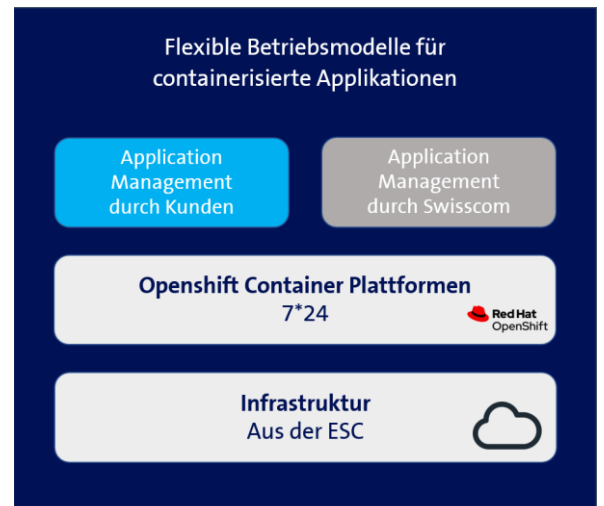 Flexible Betriebsmodelle für
containerisierte Applikationen
Application
Management
durch Kunden
Application
Management
durch Swisscom
Openshift Container Plattformen
7*24
Red Hat
OpenShift
Infrastruktur
Aus der ESC